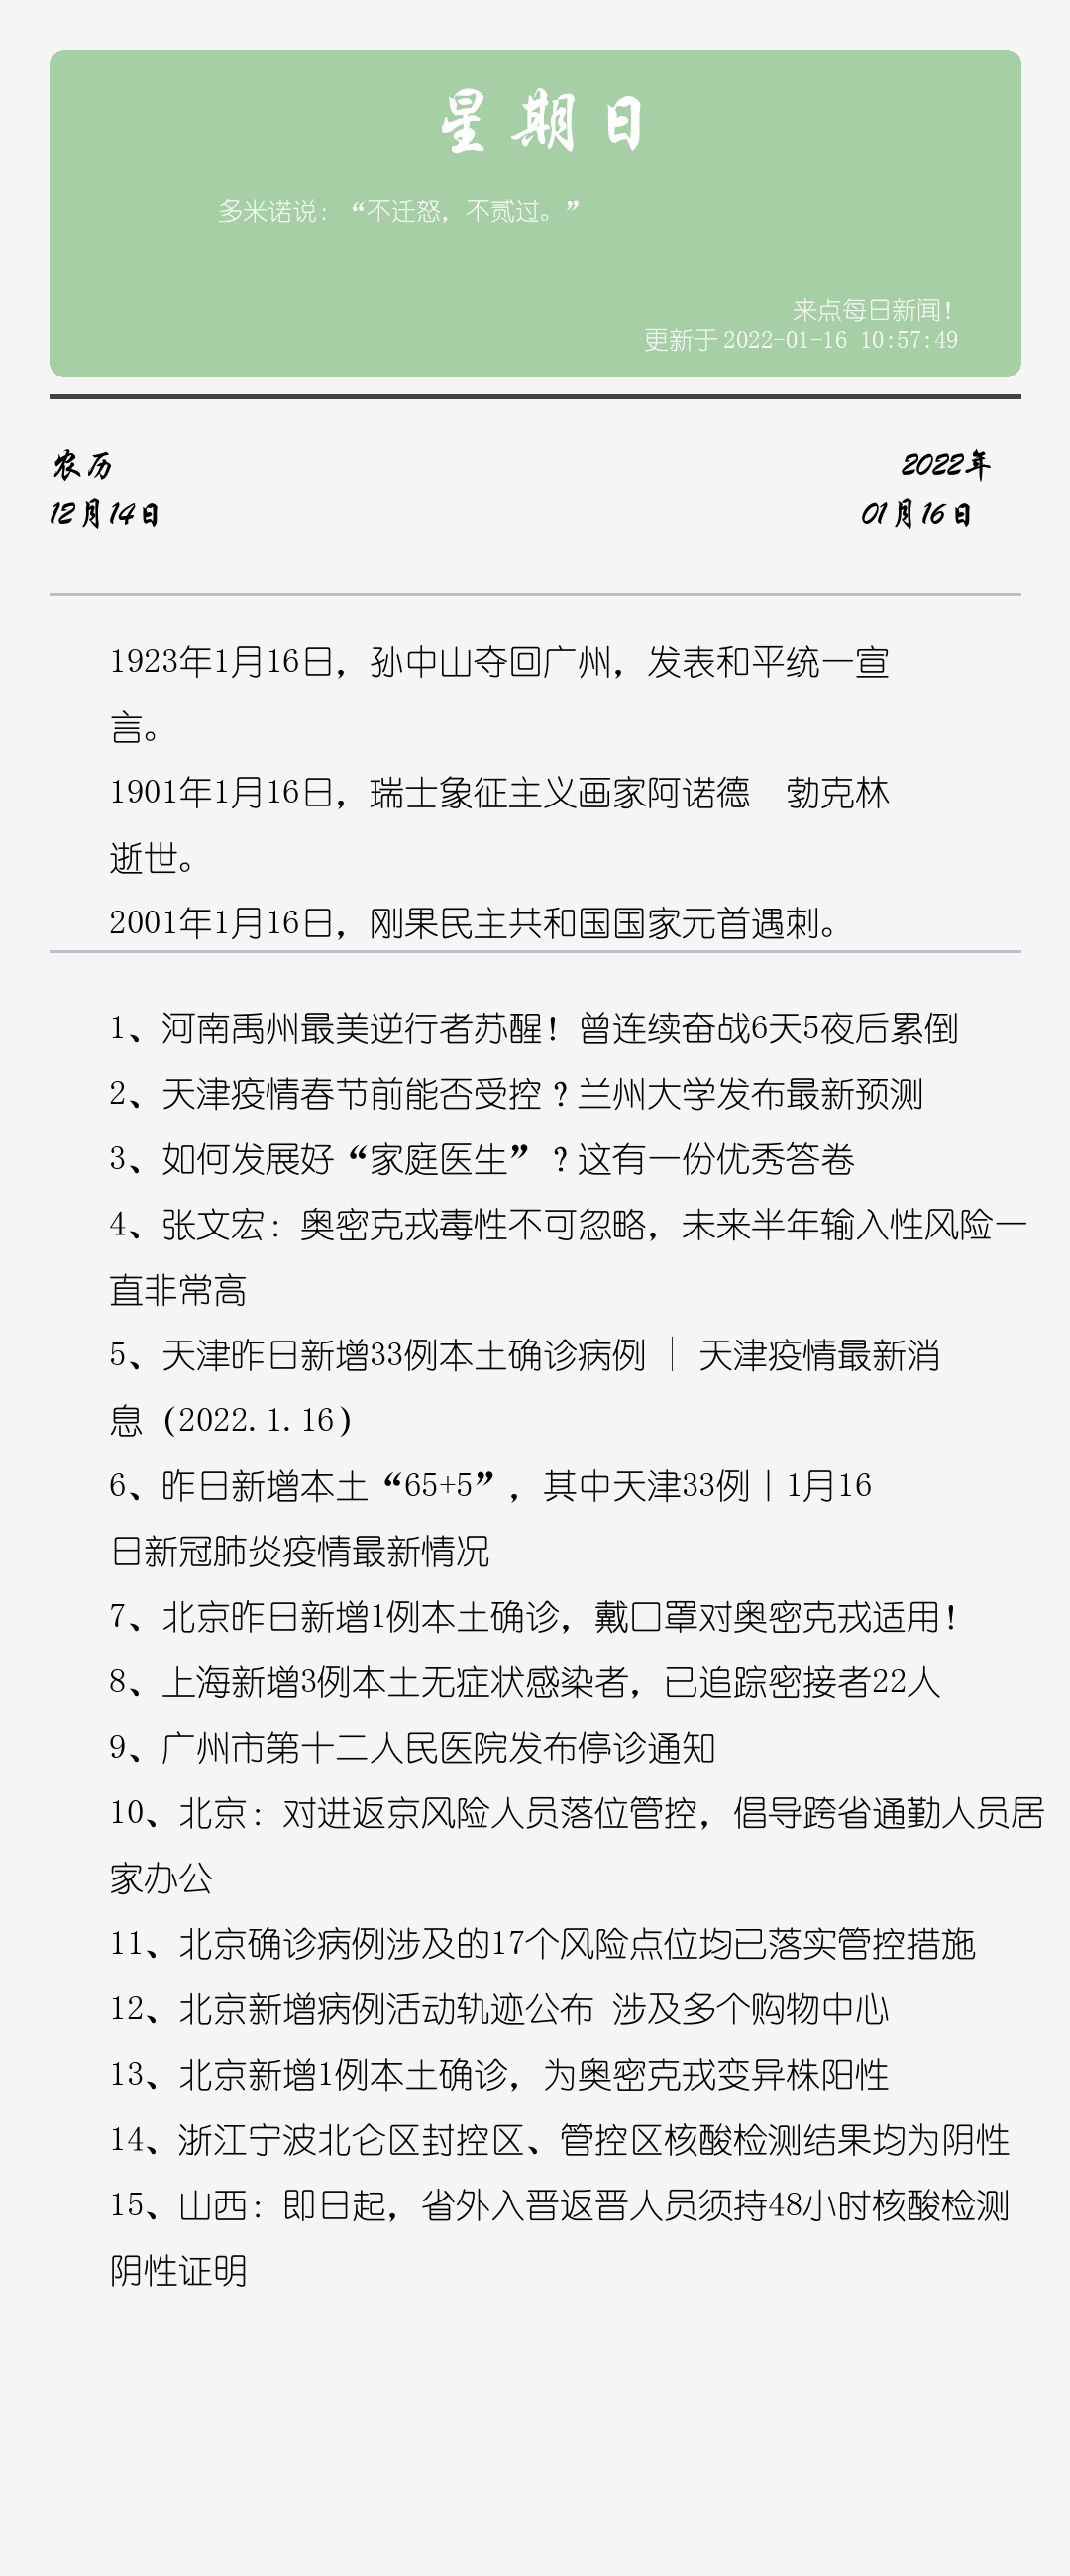 星期日
多米诺说：“不迁怒，不贰过。”
来点每日新闻！
更新于 2022-01-16 10:57:49
农历
2022年
12月14日
01月16日
1923年1月16日，孙中山夺回广州，发表和平统一宣
言。
1901年1月16日，瑞士象征主义画家阿诺德　勃克林
逝世。
2001年1月16日，刚果民主共和国国家元首遇刺。
1、河南禹州最美逆行者苏醒！曾连续奋战6天5夜后累倒
2、天津疫情春节前能否受控？兰州大学发布最新预测
3、如何发展好“家庭医生”？这有一份优秀答卷
4、张文宏：奥密克戎毒性不可忽略，未来半年输入性风险一
直非常高
5、天津昨日新增33例本土确诊病例 │ 天津疫情最新消
息（2022.1.16）
6、昨日新增本土“65+5”，其中天津33例丨1月16
日新冠肺炎疫情最新情况
7、北京昨日新增1例本土确诊，戴口罩对奥密克戎适用！
8、上海新增3例本土无症状感染者，已追踪密接者22人
9、广州市第十二人民医院发布停诊通知
10、北京：对进返京风险人员落位管控，倡导跨省通勤人员居
家办公
11、北京确诊病例涉及的17个风险点位均已落实管控措施
12、北京新增病例活动轨迹公布 涉及多个购物中心
13、北京新增1例本土确诊，为奥密克戎变异株阳性
14、浙江宁波北仑区封控区、管控区核酸检测结果均为阴性
15、山西：即日起，省外入晋返晋人员须持48小时核酸检测
阴性证明